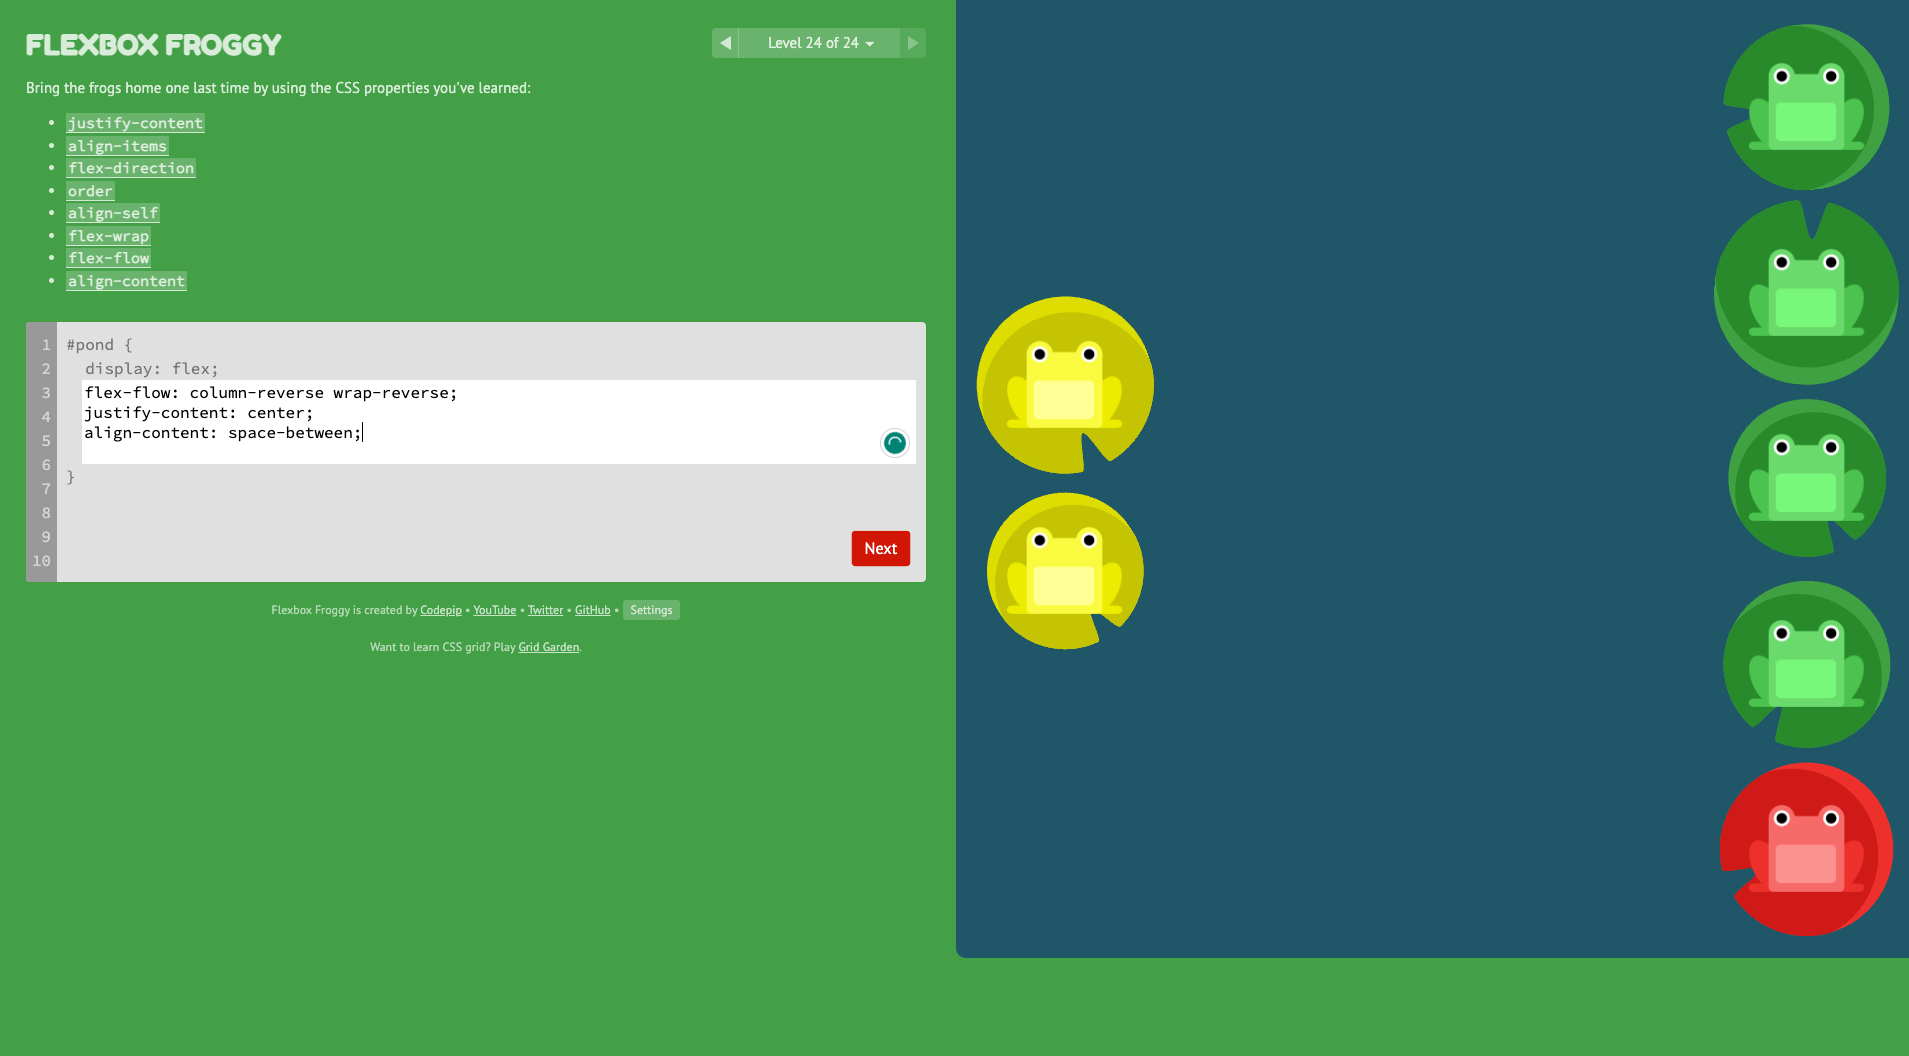 FLEXBOX FROGGY
Level 24 of 24
Bring the frogs home one last time by using the CSS properties you've learned:
• justify-content
• align-items
• flex-direction
• order
• align-self
• flex-wrap
• flex-flow
• align-content
1 #pond {
2 display: flex;
3 flex-flow: column-reverse wrap-reverse;
4 justify-content: center;
5 align-content: space-between;
6
7 }
8
9
10
Next
Flexbox Froggy is created by Codepip • YouTube • Twitter • GitHub • Settings
Want to learn CSS grid? Play Grid Garden.